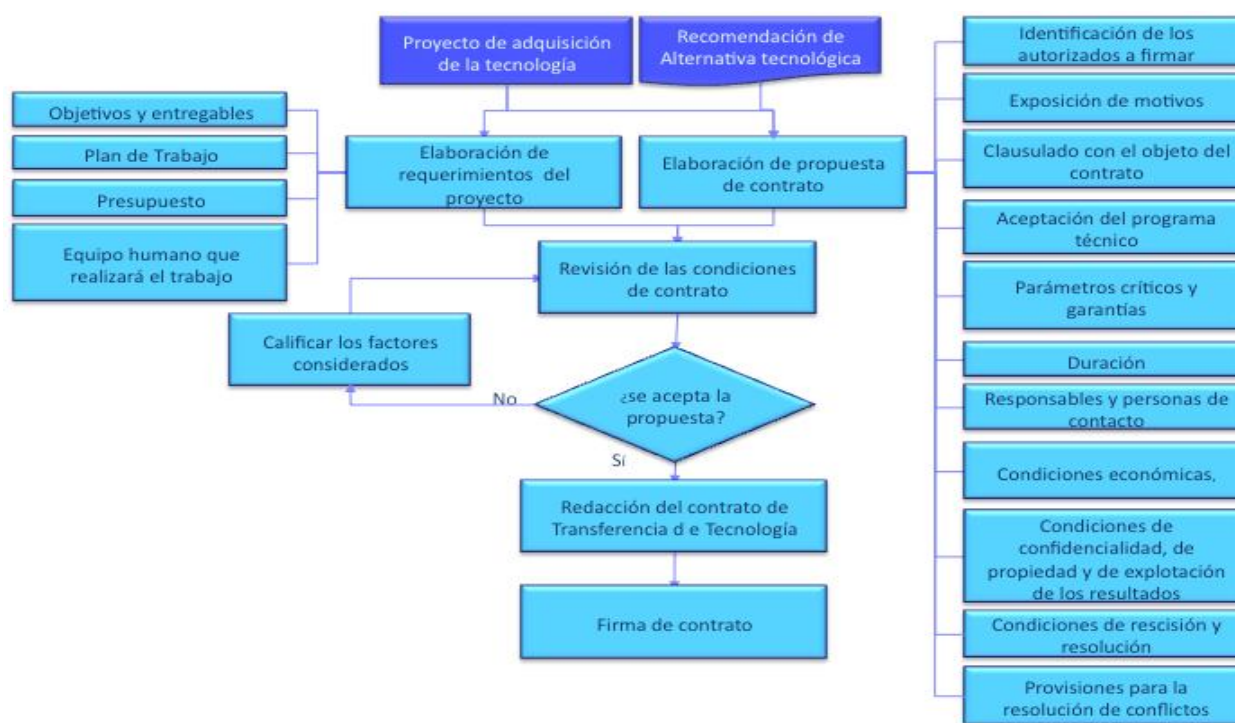 Proyecto de adquisición
de la tecnología
Recomendación de
Alternativa tecnológica
Objetivos y entregables
Plan de Trabajo
Presupuesto
Equipo humano que
realizará el trabajo
Elaboración de
requerimientos del
proyecto
Elaboración de propuesta
de contrato
Revisión de las condiciones
de contrato
Calificar los factores
considerados
No
¿se acepta la
propuesta?
Sí
Redacción del contrato de
Transferencia d e Tecnología
Firma de contrato
Identificación de los
autorizados a firmar
Exposición de motivos
Clausulado con el objeto del
contrato
Aceptación del programa
técnico
Parámetros críticos y
garantías
Duración
Responsables y personas de
contacto
Condiciones económicas,
Condiciones de
confidencialidad, de
propiedad y de explotación
de los resultados
Condiciones de rescisión y
resolución
Provisiones para la
resolución de conflictos